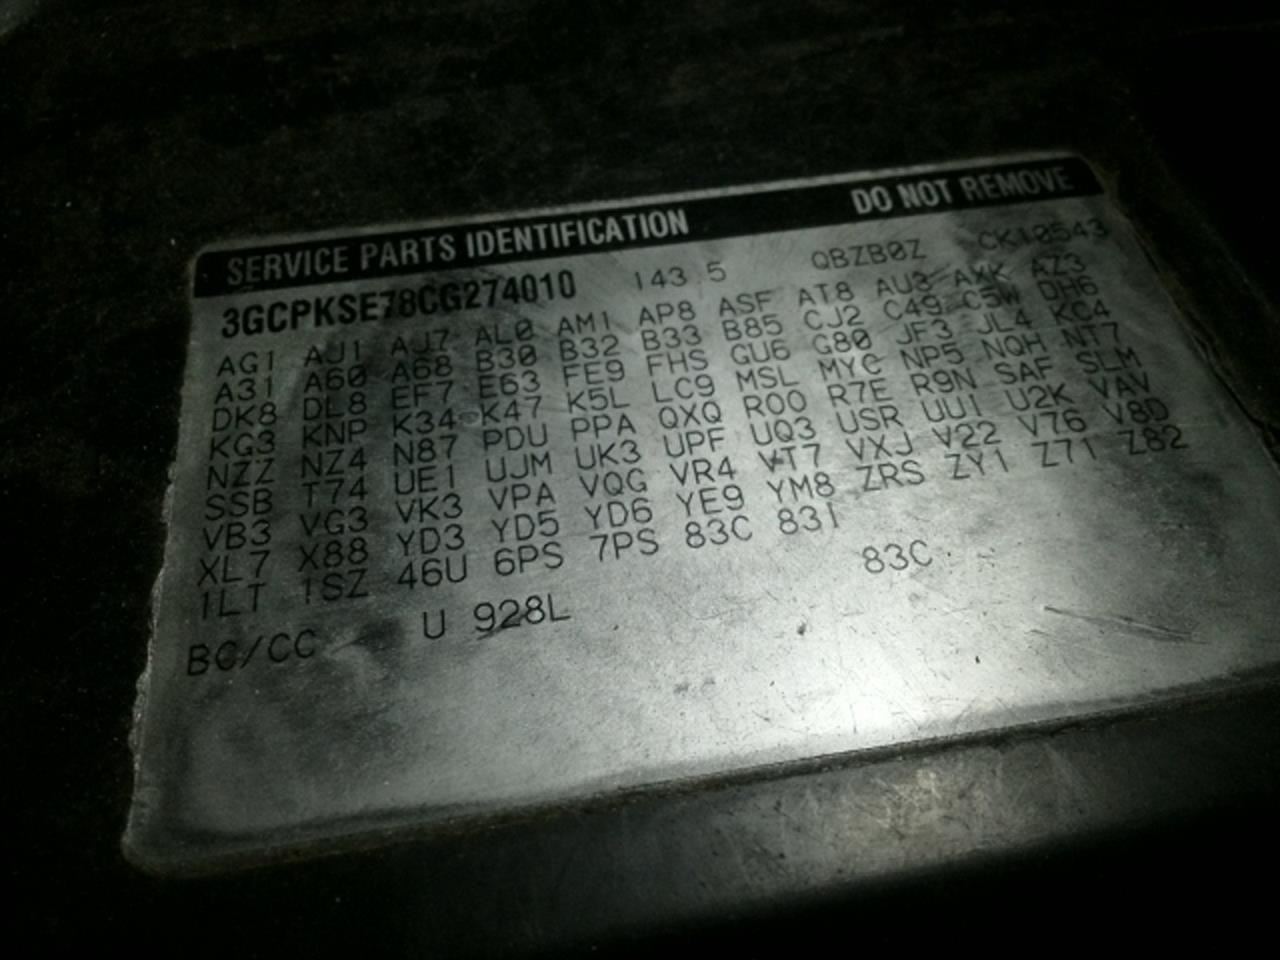 SERVICE PARTS IDENTIFICATION DO NOT REMOVE
3GCPKSE78CG274010 143.5 QBZB0Z CK10543
AG1 AJ1 AJ7 AL0 AM1 AP8 ASF AT8 AU3 AXK AZ3
A31 A60 A68 B30 B32 B33 B85 CJ2 C49 C5W DH6
DK8 DL8 EF7 E63 FE9 FHS GU6 G80 JF3 JL4 KC4
KG3 KNP K34 K47 K5L LC9 MSL MYC NP5 NQH NT7
NZZ NZ4 N87 PDU PPA QXQ R00 R7E R9N SAF SLM
SSB T74 UE1 UJM UK3 UPF UQ3 USR UU1 U2K VAV
VB3 VG3 VK3 VPA VQG VR4 VT7 VXJ V22 V76 V8D
XL7 X88 YD3 YD5 YD6 YE9 YM8 ZRS ZY1 Z71 Z82
1LT 1SZ 46U 6PS 7PS 83C 83I
BC/CC U 928L 83C